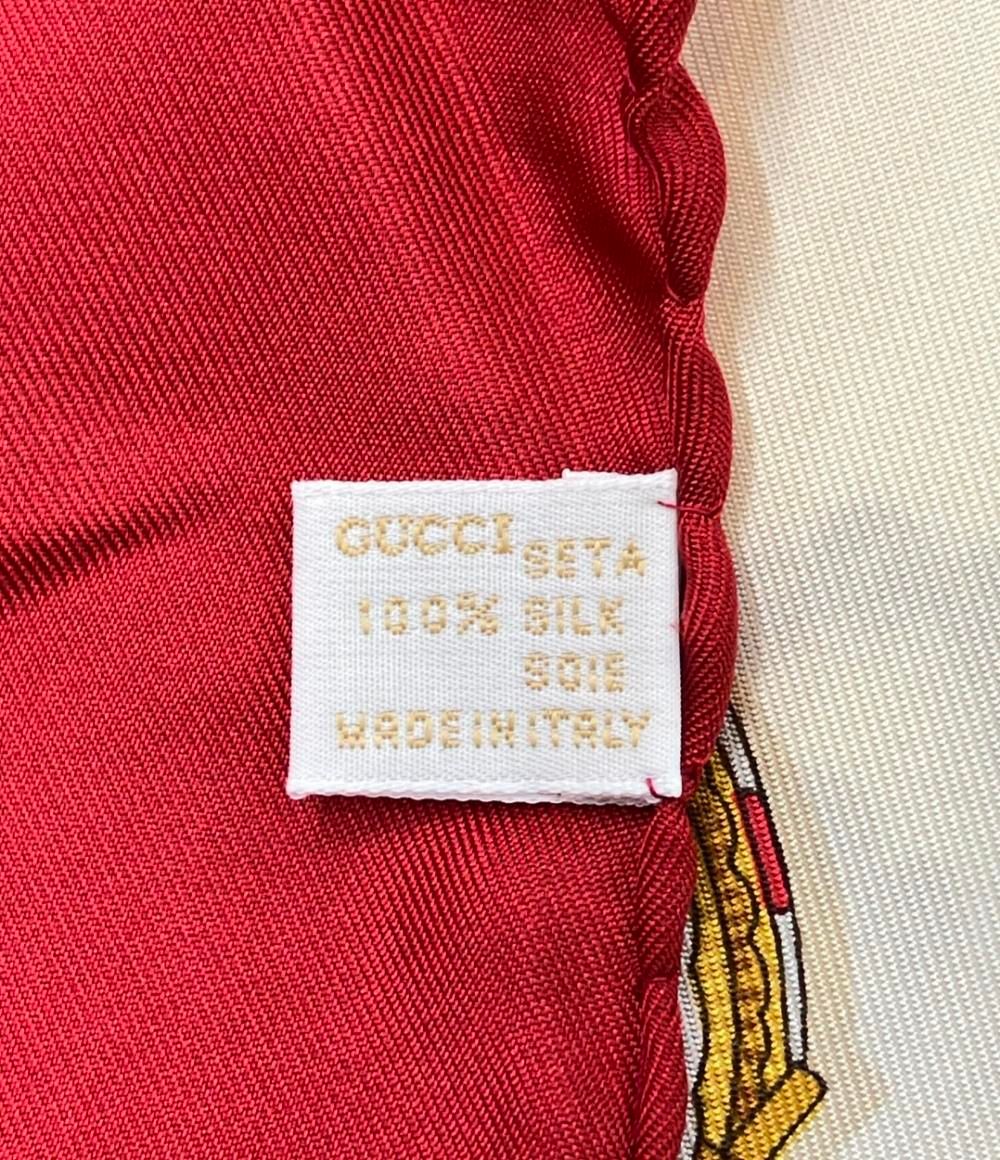 GUCCI SETA
100% SILK
SOIE
MADE IN ITALY